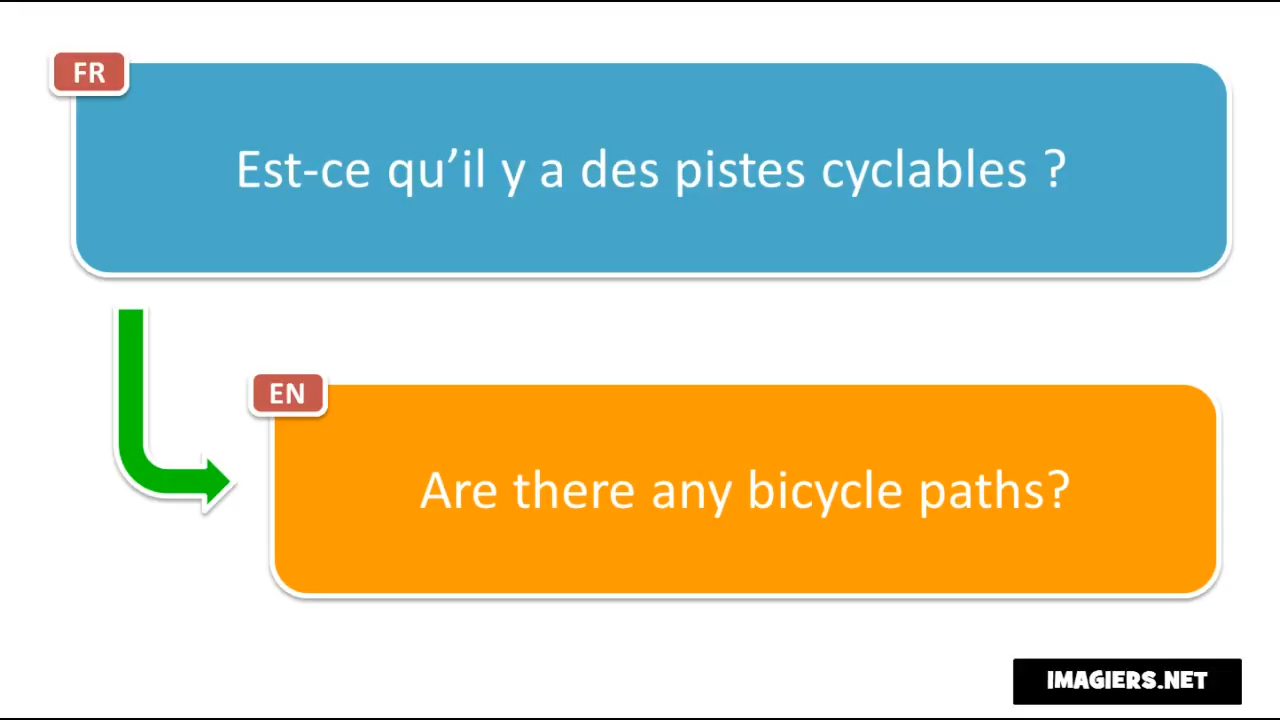 FR
Est-ce qu’il y a des pistes cyclables ?
EN
Are there any bicycle paths?
IMAGIERS.NET